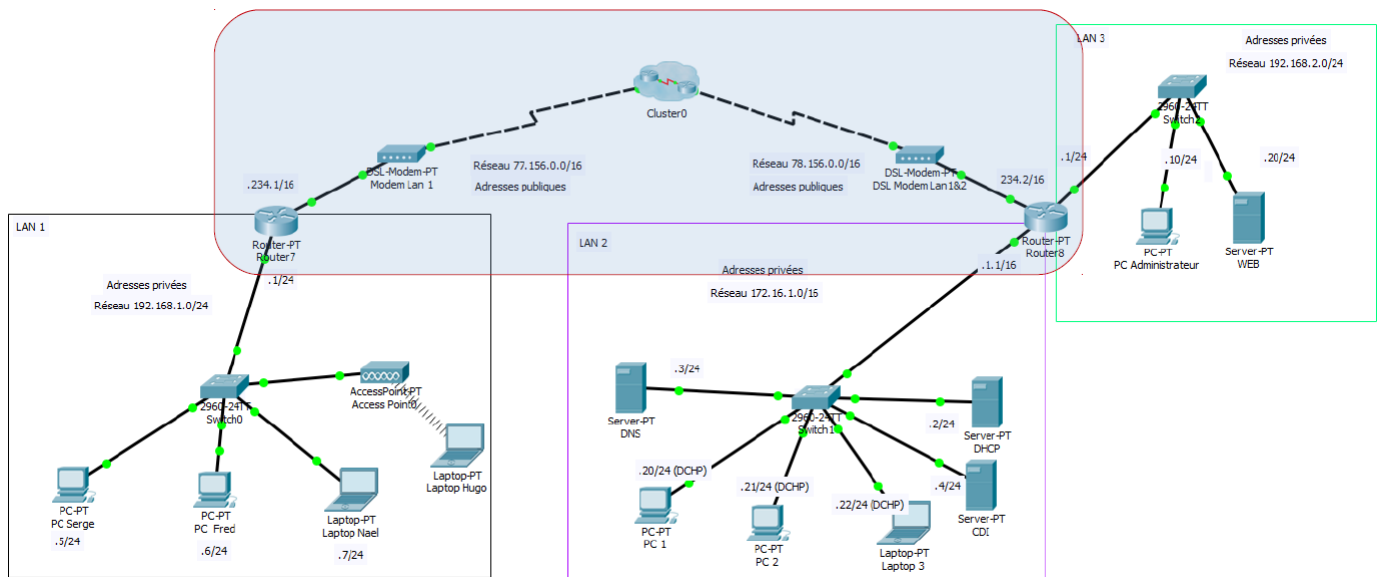 LAN 3
Adresses privées
Réseau 192.168.2.0/24
2960-24TT
Switch2
Cluster0
Réseau 77.156.0.0/16
Adresses publiques
Réseau 78.156.0.0/16
Adresses publiques
DSL-Modem-PT
Modem Lan 1
DSL-Modem-PT
DSL Modem Lan1&2
.234.1/16
234.2/16
.1/24
.10/24
.20/24
PC-PT
PC Administrateur
Server-PT
WEB
LAN 1
Router-PT
Router7
.1/24
Adresses privées
Réseau 192.168.1.0/24
LAN 2
Router-PT
Router8
.1.1/16
Adresses privées
Réseau 172.16.1.0/16
2960-24TT
Switch0
AccessPoint-PT
Access Point0
Laptop-PT
Laptop Hugo
PC-PT
PC Serge
.5/24
PC-PT
PC Fred
.6/24
Laptop-PT
Laptop Nael
.7/24
Server-PT
DNS
.3/24
2960-24TT
Switch1
.2/24
Server-PT
DHCP
.4/24
Server-PT
CDI
.20/24 (DCHP)
PC-PT
PC 1
.21/24 (DCHP)
PC-PT
PC 2
.22/24 (DCHP)
Laptop-PT
Laptop 3